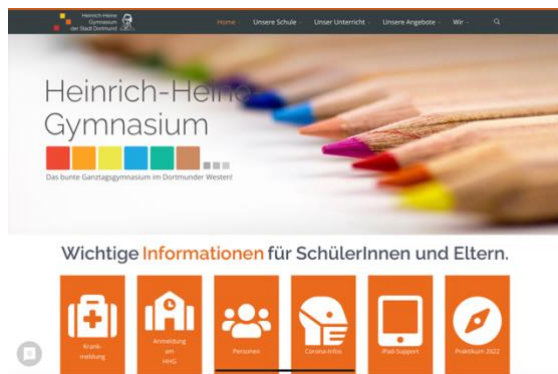 Heinrich-Heine
Gymnasium
der Stadt Dortmund
Home
Unsere Schule
Unser Unterricht
Unsere Angebote
Wir
Heinrich-Heine-
Gymnasium
Das bunte Ganztagsgymnasium im Dortmunder Westen!
Wichtige Informationen für SchülerInnen und Eltern.
Krank-
meldung
Anmeldung
am
HHG
Personen
Corona Infos
iPad-Support
Praktikum 2022